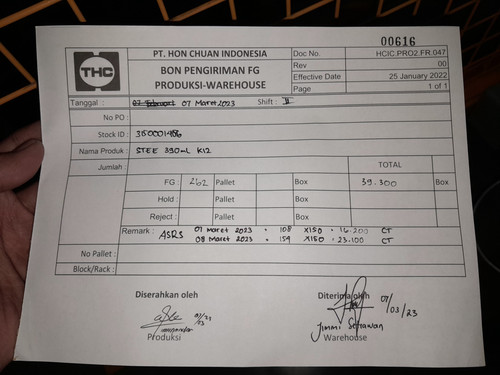 00616
THC
PT. HON CHUAN INDONESIA
BON PENGIRIMAN FG
PRODUKSI-WAREHOUSE
Doc No. HCIC.PRO2.FR.047
Rev 00
Effective Date 25 January 2022
Page 1 of 1
Tanggal : 07 Maret 2023 Shift : II
No PO :
Stock ID :
Nama Produk : STEE 390mL K12
Jumlah : TOTAL
FG : 262 Pallet Box 39.300 Box
Hold : Pallet Box
Reject : Pallet Box
Remark : ASRS 07 Maret 2023 = 108 x150 = 16.200 CT
08 Maret 2023 = 154 x150 = 23.100 CT
No Pallet :
Block/Rack :
Diserahkan oleh
Diterima oleh
07/03/23
Jimmi Setiawan
Produksi
Warehouse